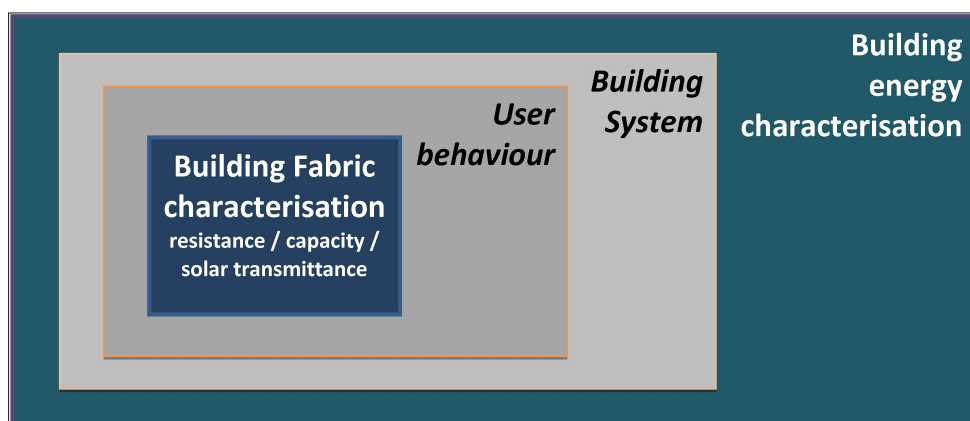 Building
energy
characterisation
Building
System
User
behaviour
Building Fabric
characterisation
resistance / capacity /
solar transmittance